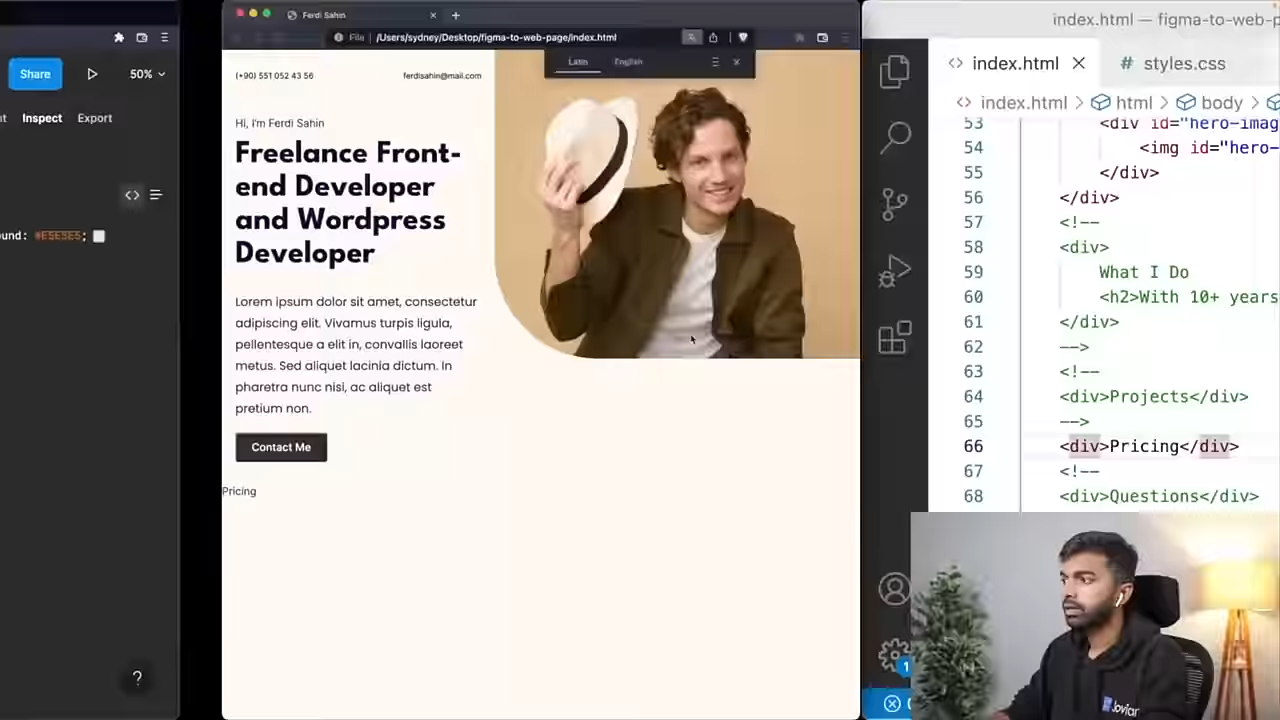 Share
50%
Inspect
Export
ound: #E5E5E5;
?
Ferdi Sahin
File
/Users/sydney/Desktop/figma-to-web-page/index.html
Latin
English
(+90) 551 052 43 56
ferdisahin@mail.com
Hi, I'm Ferdi Sahin
Freelance Front-
end Developer
and Wordpress
Developer
Lorem ipsum dolor sit amet, consectetur
adipiscing elit. Vivamus turpis ligula,
pellentesque a elit in, convallis laoreet
metus. Sed aliquet lacinia dictum. In
pharetra nunc nisi, ac aliquet est
pretium non.
Contact Me
Pricing
index.html — figma-to-web-p
index.html
# styles.css
index.html > html > body >
53 <div id="hero-imag
54 <img id="hero-
55 </div>
56 </div>
57 <!--
58 <div>
59 What I Do
60 <h2>With 10+ years
61 </div>
62 -->
63 <!--
64 <div>Projects</div>
65 -->
66 <div>Pricing</div>
67 <!--
68 <div>Questions</div>
1
Jovian